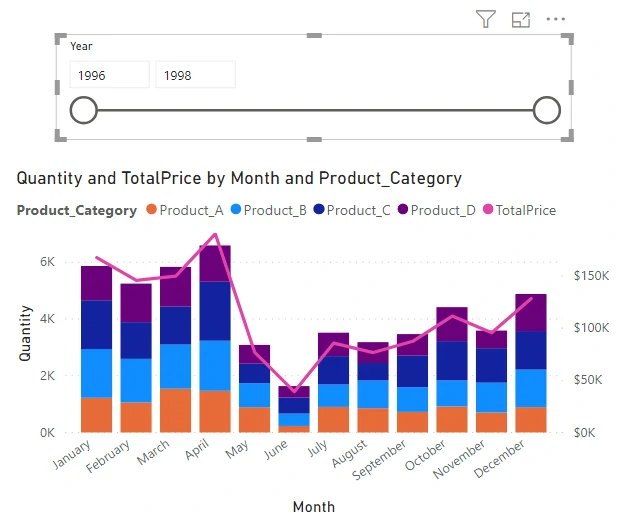 Year
1996 1998
Quantity and TotalPrice by Month and Product_Category
Product_Category Product_A Product_B Product_C Product_D TotalPrice
6K $150K
$100K
4K
2K $50K
0K $0K
Quantity
January February March April May June July August September October November December
Month